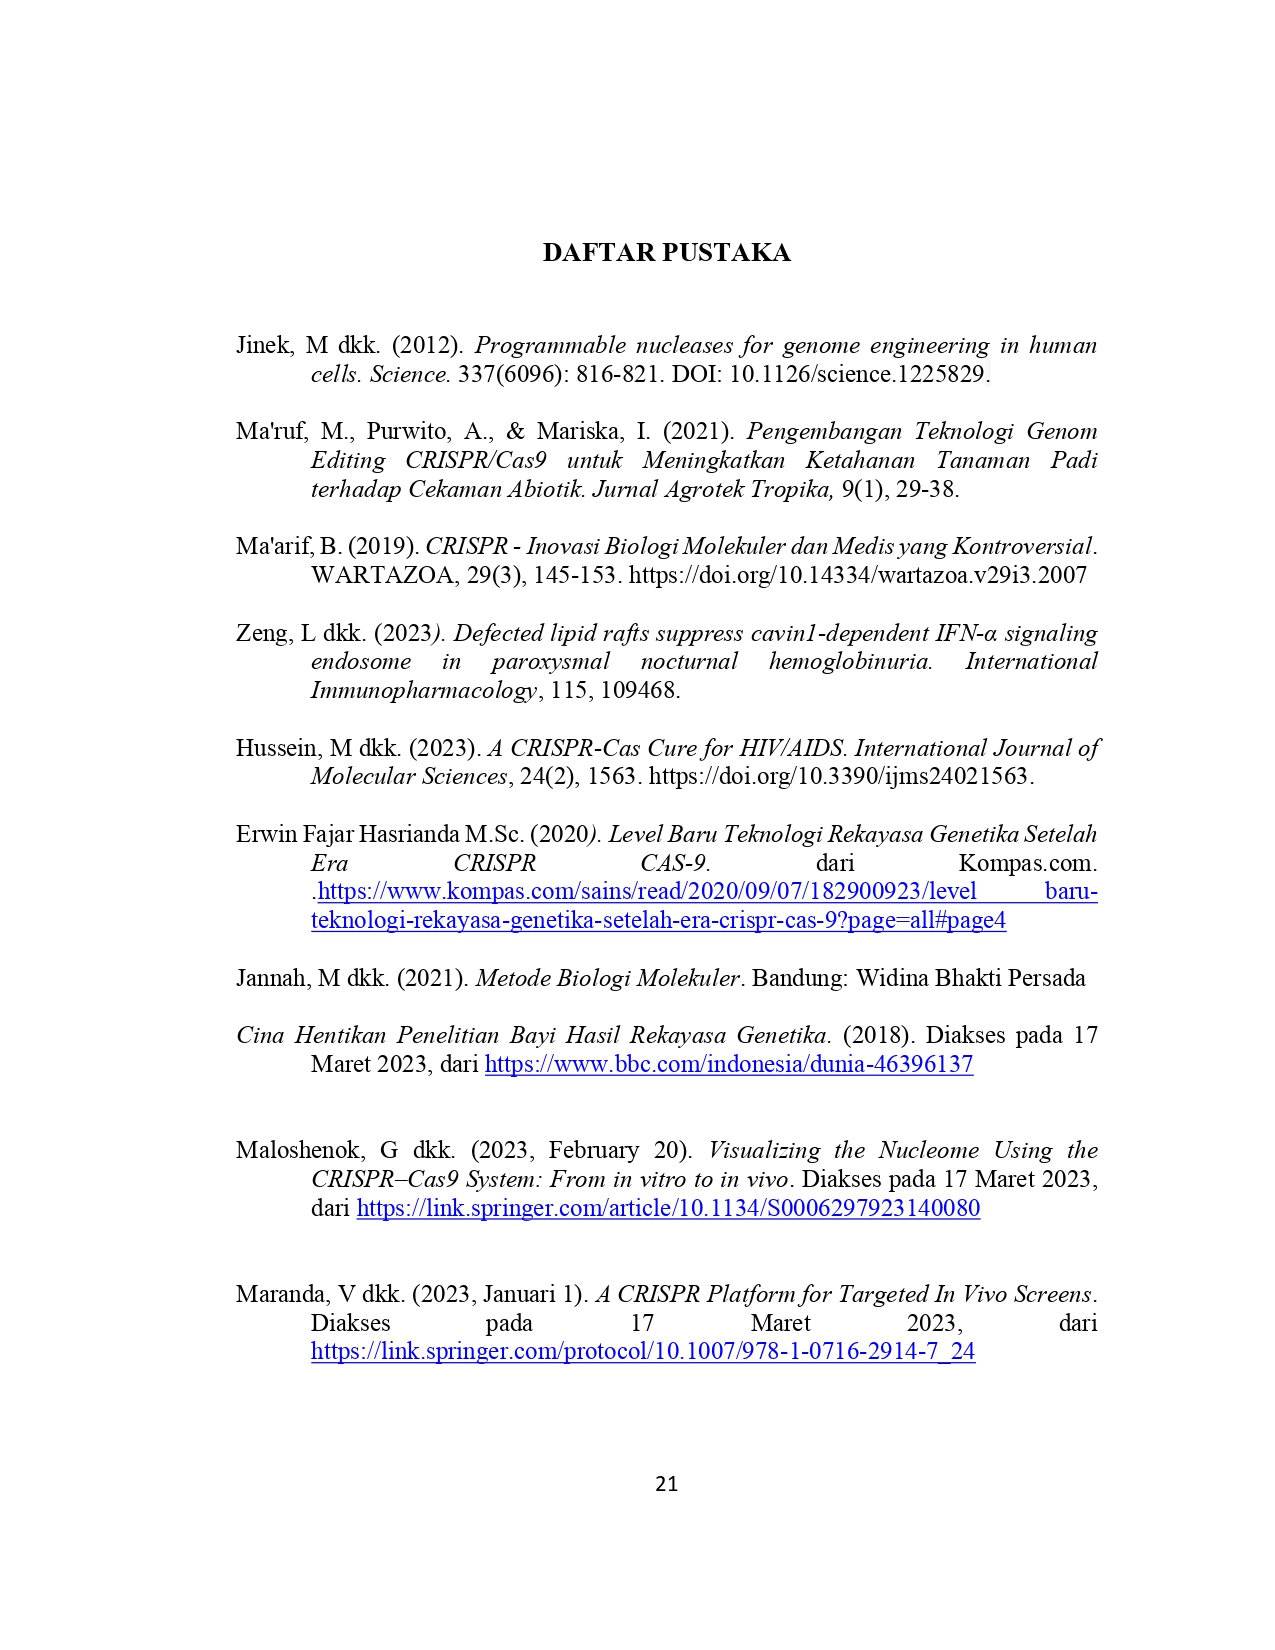 DAFTAR PUSTAKA
Jinek, M dkk. (2012). Programmable nucleases for genome engineering in human
cells. Science. 337(6096): 816-821. DOI: 10.1126/science.1225829.
Ma'ruf, M., Purwito, A., & Mariska, I. (2021). Pengembangan Teknologi Genom
Editing CRISPR/Cas9 untuk Meningkatkan Ketahanan Tanaman Padi
terhadap Cekaman Abiotik. Jurnal Agrotek Tropika, 9(1), 29-38.
Ma'arif, B. (2019). CRISPR - Inovasi Biologi Molekuler dan Medis yang Kontroversial.
WARTAZOA, 29(3), 145-153. https://doi.org/10.14334/wartazoa.v29i3.2007
Zeng, L dkk. (2023). Defected lipid rafts suppress cavin1-dependent IFN-α signaling
endosome in paroxysmal nocturnal hemoglobinuria. International
Immunopharmacology, 115, 109468.
Hussein, M dkk. (2023). A CRISPR-Cas Cure for HIV/AIDS. International Journal of
Molecular Sciences, 24(2), 1563. https://doi.org/10.3390/ijms24021563.
Erwin Fajar Hasrianda M.Sc. (2020). Level Baru Teknologi Rekayasa Genetika Setelah
Era CRISPR CAS-9. dari Kompas.com.
.https://www.kompas.com/sains/read/2020/09/07/182900923/level baru-
teknologi-rekayasa-genetika-setelah-era-crispr-cas-9?page=all#page4
Jannah, M dkk. (2021). Metode Biologi Molekuler. Bandung: Widina Bhakti Persada
Cina Hentikan Penelitian Bayi Hasil Rekayasa Genetika. (2018). Diakses pada 17
Maret 2023, dari https://www.bbc.com/indonesia/dunia-46396137
Maloshenok, G dkk. (2023, February 20). Visualizing the Nucleome Using the
CRISPR–Cas9 System: From in vitro to in vivo. Diakses pada 17 Maret 2023,
dari https://link.springer.com/article/10.1134/S0006297923140080
Maranda, V dkk. (2023, Januari 1). A CRISPR Platform for Targeted In Vivo Screens.
Diakses pada 17 Maret 2023, dari
https://link.springer.com/protocol/10.1007/978-1-0716-2914-7_24
21